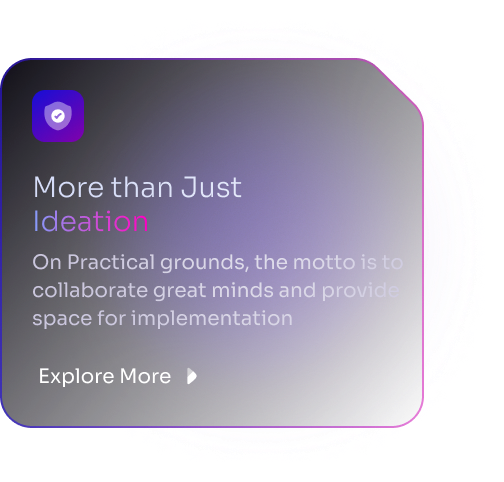 More than Just
Ideation
On Practical grounds, the motto is to
collaborate great minds and provide
space for implementation
Explore More